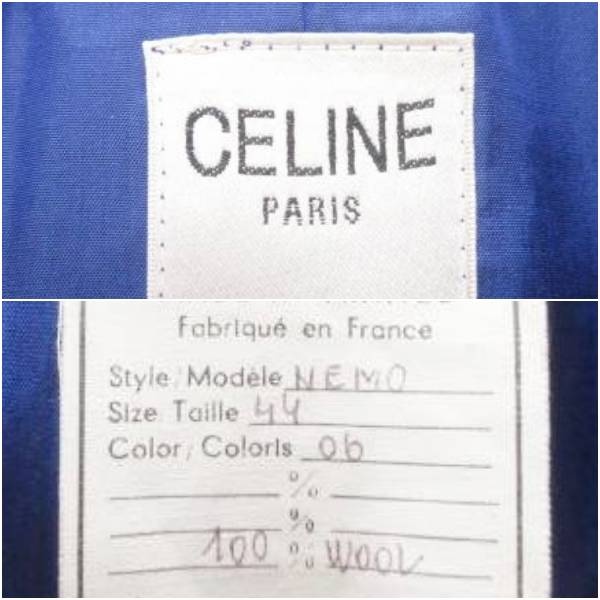 CELINE
PARIS
Fabriqué en France
Style/Modèle NEMO
Size Taille 44
Color/Coloris 06
%
%
100 % WOOL